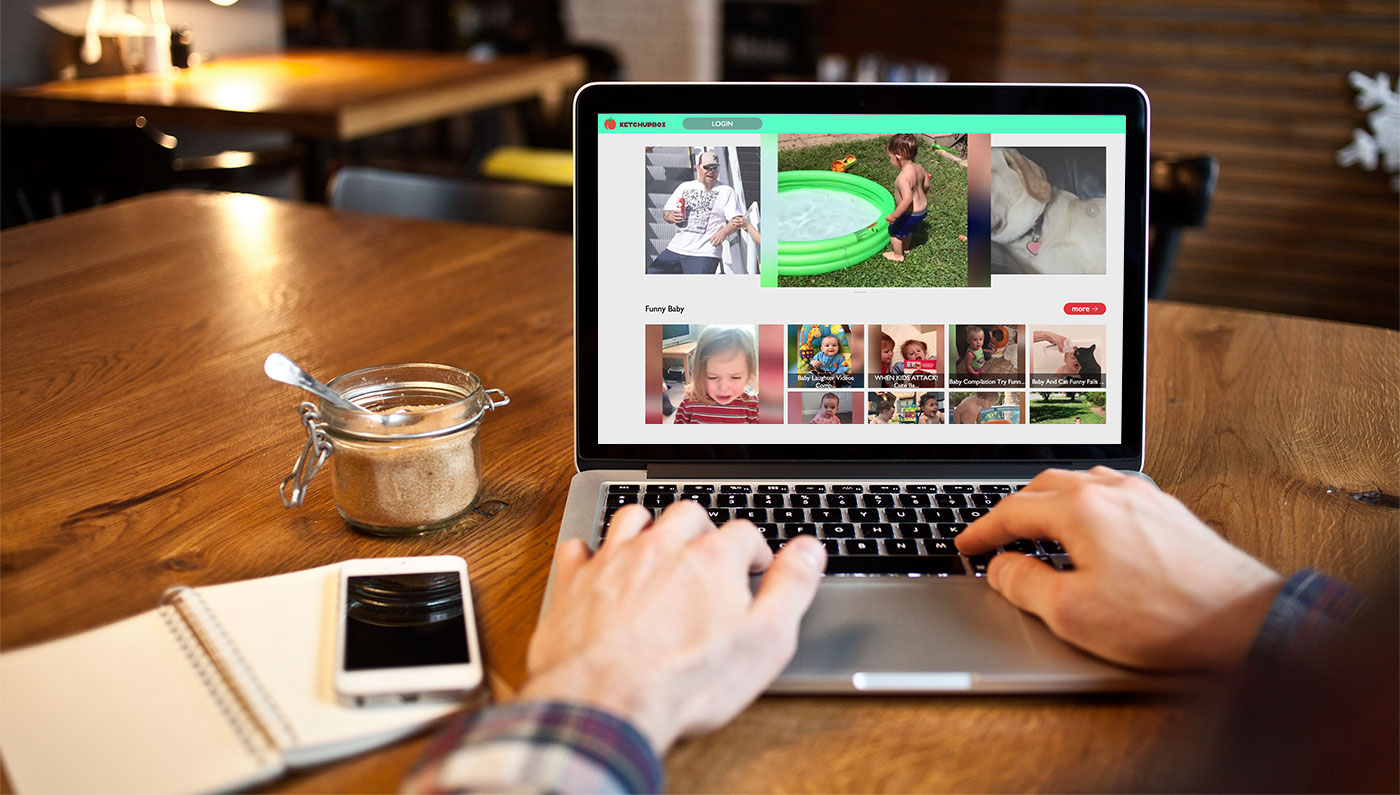 KETCHUPBOX
LOGIN
Funny Baby
more →
Baby Laughter Videos
Comp...
WHEN KIDS ATTACK!
Cute Ba...
Baby Compilation Try Funn...
Baby And Cat Funny Fails ...